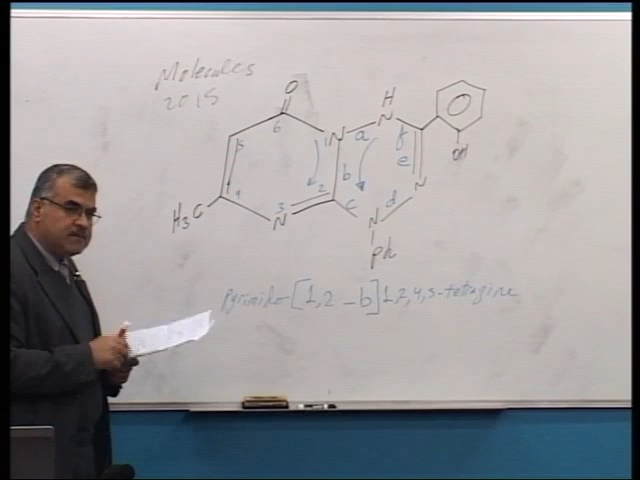 Molecules
2015
O
H
N
N
N
N
N
H3C
OH
Ph
1
2
3
4
5
6
a
b
c
d
e
f
Pyrimido [1,2 - b] 1,2,4,5-tetrazine